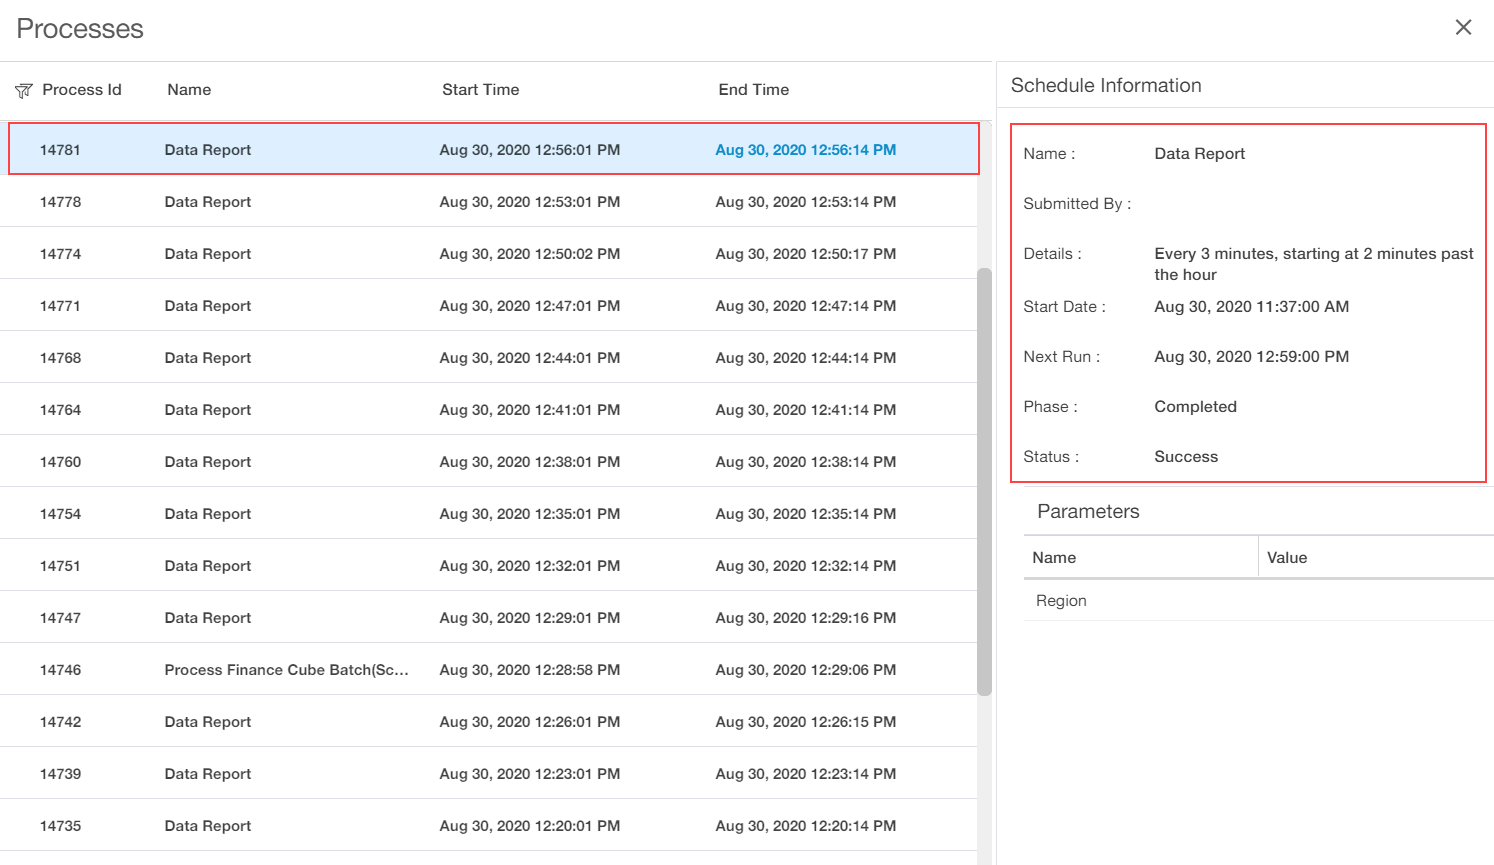 Processes
Process Id Name Start Time End Time
14781 Data Report Aug 30, 2020 12:56:01 PM Aug 30, 2020 12:56:14 PM
14778 Data Report Aug 30, 2020 12:53:01 PM Aug 30, 2020 12:53:14 PM
14774 Data Report Aug 30, 2020 12:50:02 PM Aug 30, 2020 12:50:17 PM
14771 Data Report Aug 30, 2020 12:47:01 PM Aug 30, 2020 12:47:14 PM
14768 Data Report Aug 30, 2020 12:44:01 PM Aug 30, 2020 12:44:14 PM
14764 Data Report Aug 30, 2020 12:41:01 PM Aug 30, 2020 12:41:14 PM
14760 Data Report Aug 30, 2020 12:38:01 PM Aug 30, 2020 12:38:14 PM
14754 Data Report Aug 30, 2020 12:35:01 PM Aug 30, 2020 12:35:14 PM
14751 Data Report Aug 30, 2020 12:32:01 PM Aug 30, 2020 12:32:14 PM
14747 Data Report Aug 30, 2020 12:29:01 PM Aug 30, 2020 12:29:16 PM
14746 Process Finance Cube Batch(Sc... Aug 30, 2020 12:28:58 PM Aug 30, 2020 12:29:06 PM
14742 Data Report Aug 30, 2020 12:26:01 PM Aug 30, 2020 12:26:15 PM
14739 Data Report Aug 30, 2020 12:23:01 PM Aug 30, 2020 12:23:14 PM
14735 Data Report Aug 30, 2020 12:20:01 PM Aug 30, 2020 12:20:14 PM
Schedule Information
Name : Data Report
Submitted By :
Details : Every 3 minutes, starting at 2 minutes past
the hour
Start Date : Aug 30, 2020 11:37:00 AM
Next Run : Aug 30, 2020 12:59:00 PM
Phase : Completed
Status : Success
Parameters
Name Value
Region